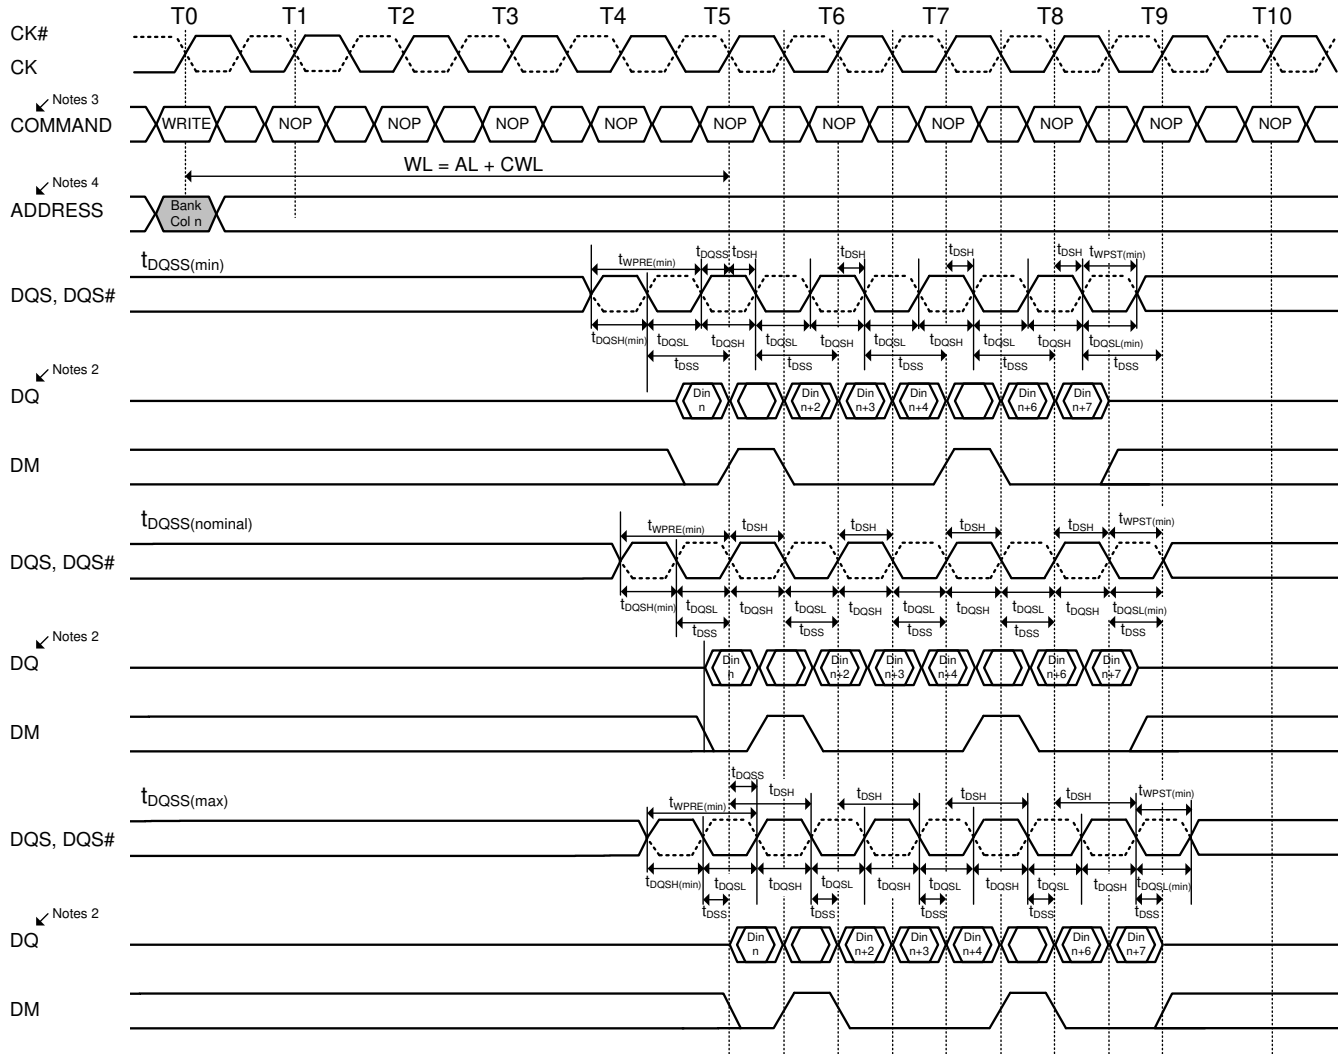 T0 T1 T2 T3 T4 T5 T6 T7 T8 T9 T10
CK#
CK
Notes 3
COMMAND WRITE NOP NOP NOP NOP NOP NOP NOP NOP NOP NOP
WL = AL + CWL
Notes 4
ADDRESS Bank Col n
tDQSS tDSH tDSH tDSH tDSH tWPST(min)
tDQSS(min) tWPRE(min)
DQS, DQS#
tDQSH(min) tDQSL tDQSH tDQSL tDQSH tDQSL tDQSH tDQSL(min)
tDSS tDSS tDSS tDSS tDSS
Notes 2
DQ Din n Din n+2 Din n+3 Din n+4 Din n+6 Din n+7
DM
tDQSS(nominal) tWPRE(min) tDSH tDSH tDSH tDSH tWPST(min)
DQS, DQS#
tDQSH(min) tDQSL tDQSH tDQSL tDQSH tDQSL tDQSH tDQSL tDQSH tDQSL(min)
tDSS tDSS tDSS tDSS tDSS
Notes 2
DQ Din n Din n+2 Din n+3 Din n+4 Din n+6 Din n+7
DM
tDQSS
tDQSS(max) tWPRE(min) tDSH tDSH tDSH tDSH tWPST(min)
DQS, DQS#
tDQSH(min) tDQSL tDQSH tDQSL tDQSH tDQSL tDQSH tDQSL tDQSH tDQSL(min)
tDSS tDSS tDSS tDSS tDSS
Notes 2
DQ Din n Din n+2 Din n+3 Din n+4 Din n+6 Din n+7
DM